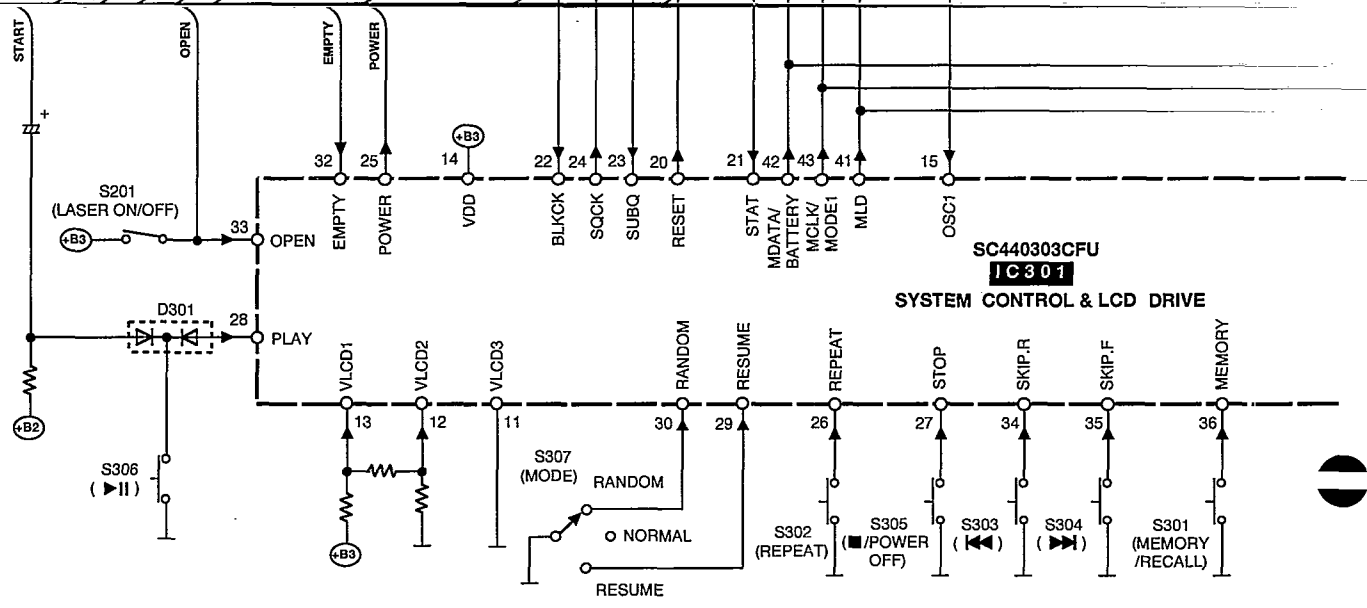 START
OPEN
EMPTY
POWER
+
+B3
32
25
14
22
24
23
20
21
42
43
41
15
S201
(LASER ON/OFF)
+B3
33
OPEN
EMPTY
POWER
VDD
BLKCK
SQCK
SUBQ
RESET
STAT
MDATA/
BATTERY
MCLK/
MODE1
MLD
OSC1
SC440303CFU
IC301
SYSTEM CONTROL & LCD DRIVE
D301
28
PLAY
+B2
VLCD1
VLCD2
VLCD3
RANDOM
RESUME
REPEAT
STOP
SKIP.R
SKIP.F
MEMORY
13
12
11
30
29
26
27
34
35
36
S306
(▶II)
+B3
S307
(MODE)
RANDOM
NORMAL
RESUME
S302
(REPEAT)
S305
(■/POWER
OFF)
S303
(|◀◀)
S304
(▶▶|)
S301
(MEMORY
/RECALL)